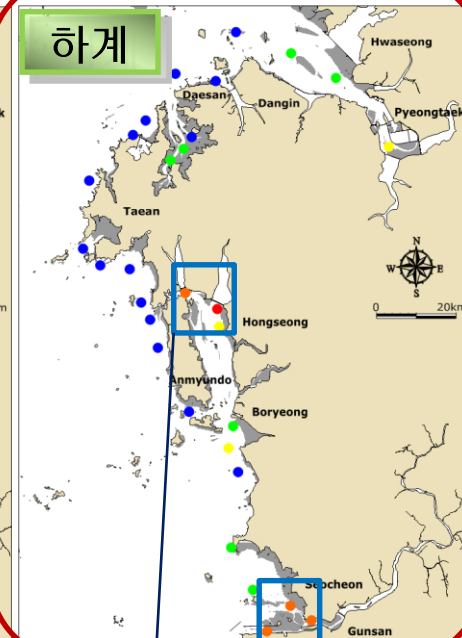 하계
Hwaseong
Daesan
Dangin
Pyeongtaek
Taean
N
W E
S
0 20km
Hongseong
Anmyundo
Boryeong
Seocheon
Gunsan
k
m